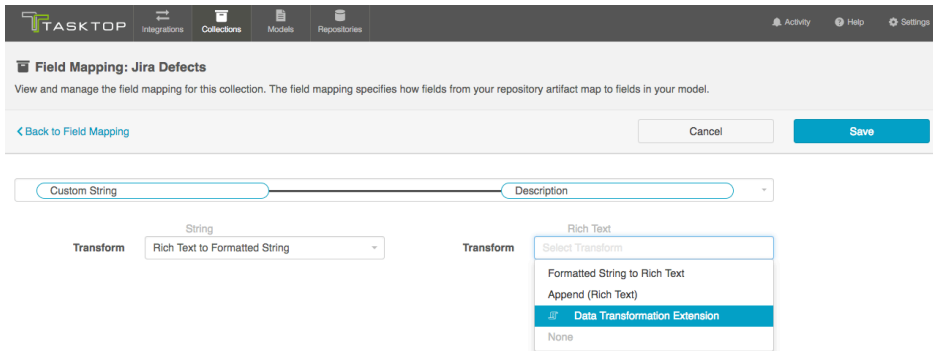 TASKTOP
Integrations Collections Models Repositories
Activity Help Settings
Field Mapping: Jira Defects
View and manage the field mapping for this collection. The field mapping specifies how fields from your repository artifact map to fields in your model.
Back to Field Mapping
Cancel
Save
Custom String
Description
String
Rich Text
Transform
Rich Text to Formatted String
Transform
Select Transform
Formatted String to Rich Text
Append (Rich Text)
Data Transformation Extension
None